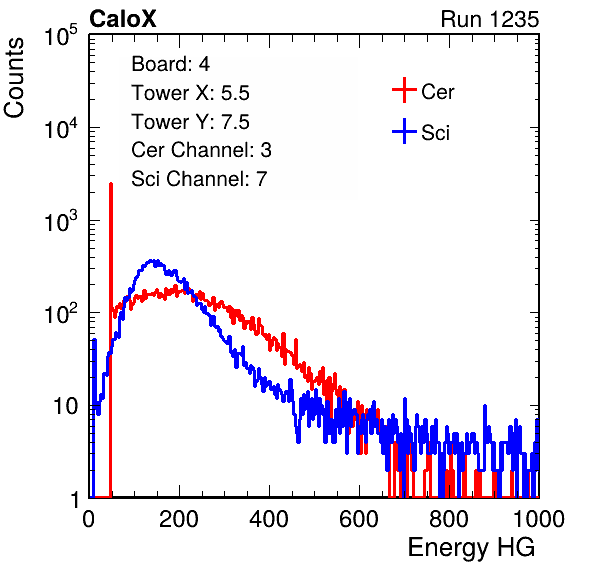 CaloX Run 1235
Counts
10^5
10^4
10^3
10^2
10
1
Board: 4
Tower X: 5.5
Tower Y: 7.5
Cer Channel: 3
Sci Channel: 7
Cer
Sci
0 200 400 600 800 1000
Energy HG